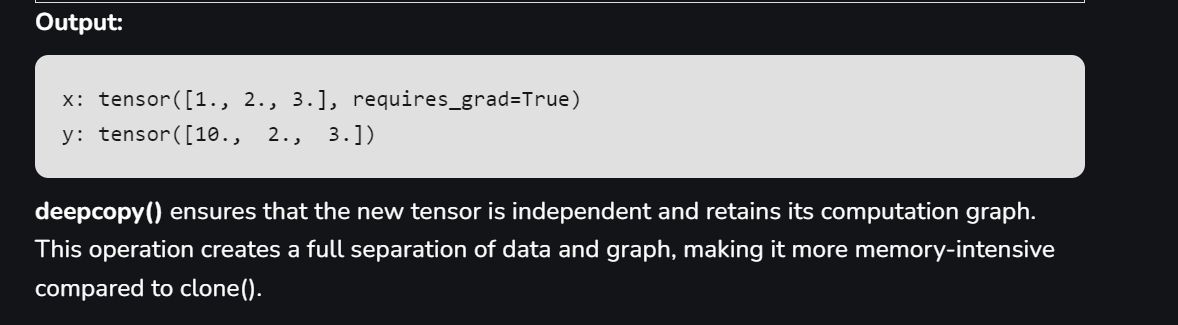 Output:
x: tensor([1., 2., 3.], requires_grad=True)
y: tensor([10.,  2.,  3.])
deepcopy() ensures that the new tensor is independent and retains its computation graph.
This operation creates a full separation of data and graph, making it more memory-intensive
compared to clone().